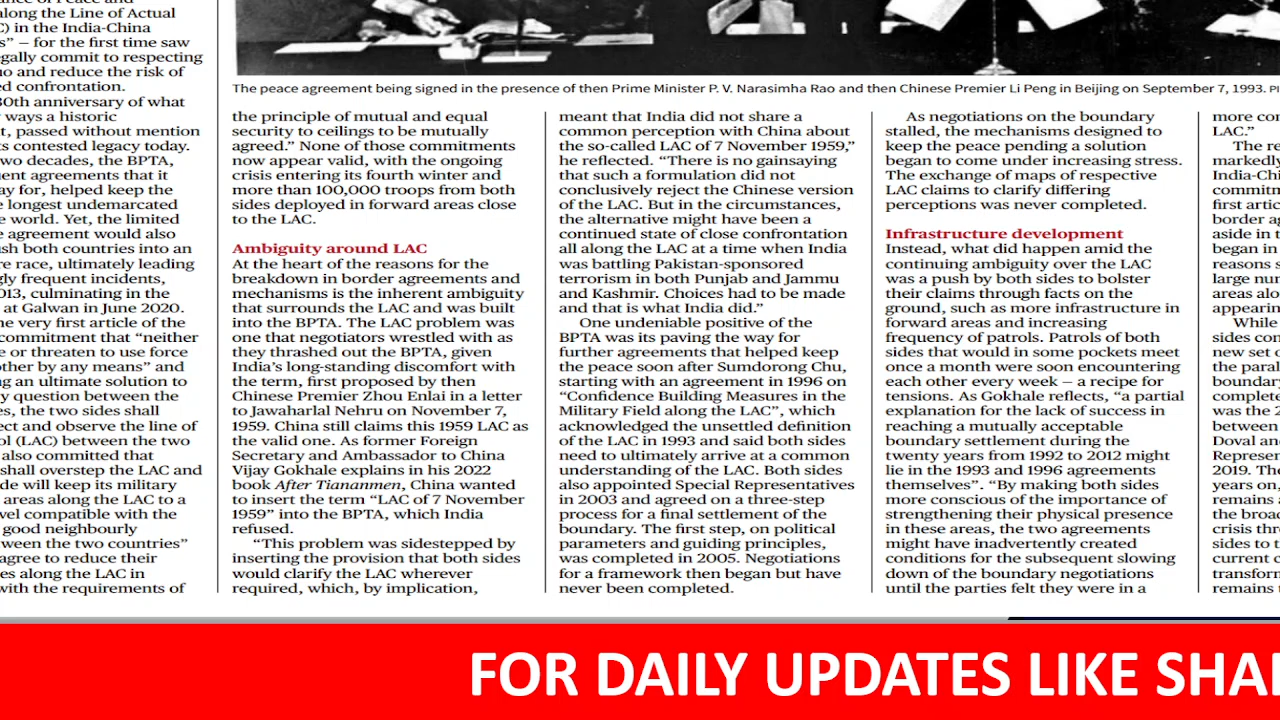 along the Line of Actual
in the India-China
– for the first time saw
commit to respecting
and reduce the risk of
confrontation.
anniversary of what
ways a historic
passed without mention
contested legacy today.
decades, the BPTA,
agreements that it
for, helped keep the
longest undemarcated
world. Yet, the limited
agreement would also
both countries into an
race, ultimately leading
frequent incidents,
culminating in the
at Galwan in June 2020.
very first article of the
commitment that “neither
or threaten to use force
by any means” and
an ultimate solution to
question between the
the two sides shall
and observe the line of
(LAC) between the two
also committed that
shall overstep the LAC and
will keep its military
areas along the LAC to a
compatible with the
good neighbourly
between the two countries”
agree to reduce their
along the LAC in
with the requirements of
The peace agreement being signed in the presence of then Prime Minister P. V. Narasimha Rao and then Chinese Premier Li Peng in Beijing on September 7, 1993.
the principle of mutual and equal
security to ceilings to be mutually
agreed.” None of those commitments
now appear valid, with the ongoing
crisis entering its fourth winter and
more than 100,000 troops from both
sides deployed in forward areas close
to the LAC.
Ambiguity around LAC
At the heart of the reasons for the
breakdown in border agreements and
mechanisms is the inherent ambiguity
that surrounds the LAC and was built
into the BPTA. The LAC problem was
one that negotiators wrestled with as
they thrashed out the BPTA, given
India’s long-standing discomfort with
the term, first proposed by then
Chinese Premier Zhou Enlai in a letter
to Jawaharlal Nehru on November 7,
1959. China still claims this 1959 LAC as
the valid one. As former Foreign
Secretary and Ambassador to China
Vijay Gokhale explains in his 2022
book After Tiananmen, China wanted
to insert the term “LAC of 7 November
1959” into the BPTA, which India
refused.
“This problem was sidestepped by
inserting the provision that both sides
would clarify the LAC wherever
required, which, by implication,
meant that India did not share a
common perception with China about
the so-called LAC of 7 November 1959,”
he reflected. “There is no gainsaying
that such a formulation did not
conclusively reject the Chinese version
of the LAC. But in the circumstances,
the alternative might have been a
continued state of close confrontation
all along the LAC at a time when India
was battling Pakistan-sponsored
terrorism in both Punjab and Jammu
and Kashmir. Choices had to be made
and that is what India did.”
One undeniable positive of the
BPTA was its paving the way for
further agreements that helped keep
the peace soon after Sumdorong Chu,
starting with an agreement in 1996 on
“Confidence Building Measures in the
Military Field along the LAC”, which
acknowledged the unsettled definition
of the LAC in 1993 and said both sides
need to ultimately arrive at a common
understanding of the LAC. Both sides
also appointed Special Representatives
in 2003 and agreed on a three-step
process for a final settlement of the
boundary. The first step, on political
parameters and guiding principles,
was completed in 2005. Negotiations
for a framework then began but have
never been completed.
As negotiations on the boundary
stalled, the mechanisms designed to
keep the peace pending a solution
began to come under increasing stress.
The exchange of maps of respective
LAC claims to clarify differing
perceptions was never completed.
Infrastructure development
Instead, what did happen amid the
continuing ambiguity over the LAC
was a push by both sides to bolster
their claims through facts on the
ground, such as more infrastructure in
forward areas and increasing
frequency of patrols. Patrols of both
sides that would in some pockets meet
once a month were soon encountering
each other every week – a recipe for
tensions. As Gokhale reflects, “a partial
explanation for the lack of success in
reaching a mutually acceptable
boundary settlement during the
twenty years from 1992 to 2012 might
lie in the 1993 and 1996 agreements
themselves”. “By making both sides
more conscious of the importance of
strengthening their physical presence
in these areas, the two agreements
might have inadvertently created
conditions for the subsequent slowing
down of the boundary negotiations
until the parties felt they were in a
more
LAC.”
The
markedly
first
border
aside in
began in
reasons
large
areas
While
sides
new set
the
was the
between
Doval
2019. The
years on,
remains
the broad
crisis
sides to
current
remains
FOR DAILY UPDATES LIKE